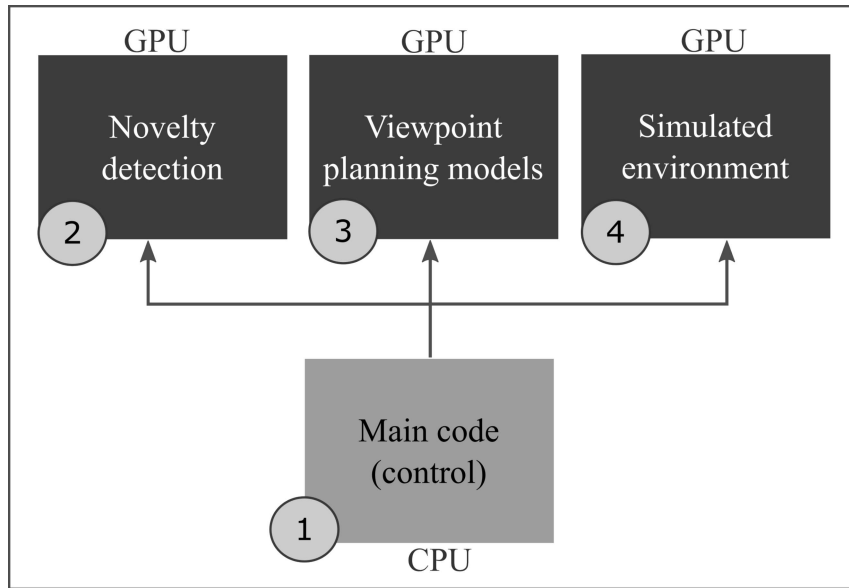 GPU
Novelty
detection
2
GPU
Viewpoint
planning models
3
GPU
Simulated
environment
4
Main code
(control)
1
CPU